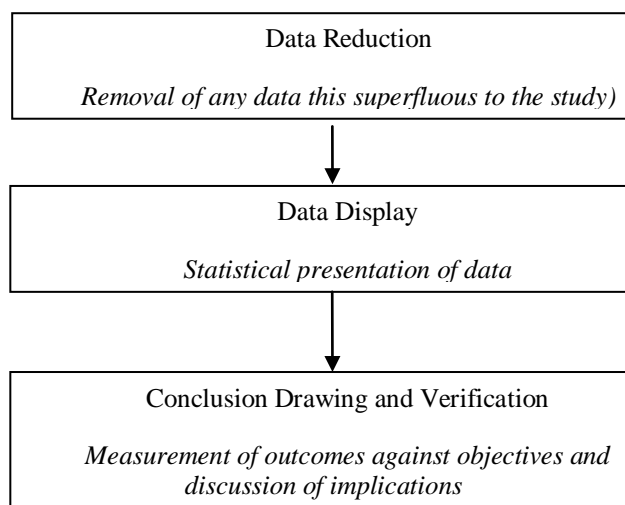 Data Reduction
Removal of any data this superfluous to the study)
Data Display
Statistical presentation of data
Conclusion Drawing and Verification
Measurement of outcomes against objectives and
discussion of implications